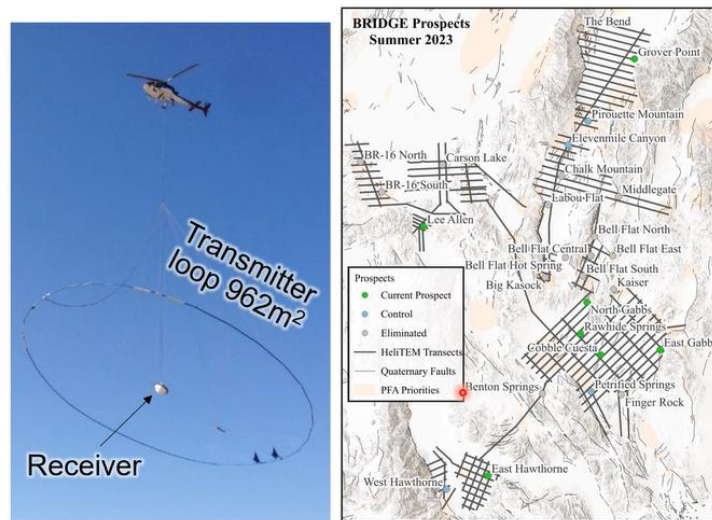 Transmitter
loop 962m²
Receiver
BRIDGE Prospects
Summer 2023
The Bend
Grover Point
Pirouette Mountain
Elevenmile Canyon
BR-16 North
Carson Lake
Chalk Mountain
BR-16 South
Middlegate
Labou Flat
Lee Allen
Bell Flat North
Bell Flat Central
Bell Flat East
Bell Flat Hot Spring
Bell Flat South
Big Kasock
Kaiser
Prospects
Current Prospect
Control
Eliminated
HeliTEM Transects
Quaternary Faults
PFA Priorities
North Gabbs
Rawhide Springs
Cobble Cuesta
East Gabbs
Benton Springs
Petrified Springs
Finger Rock
East Hawthorne
West Hawthorne